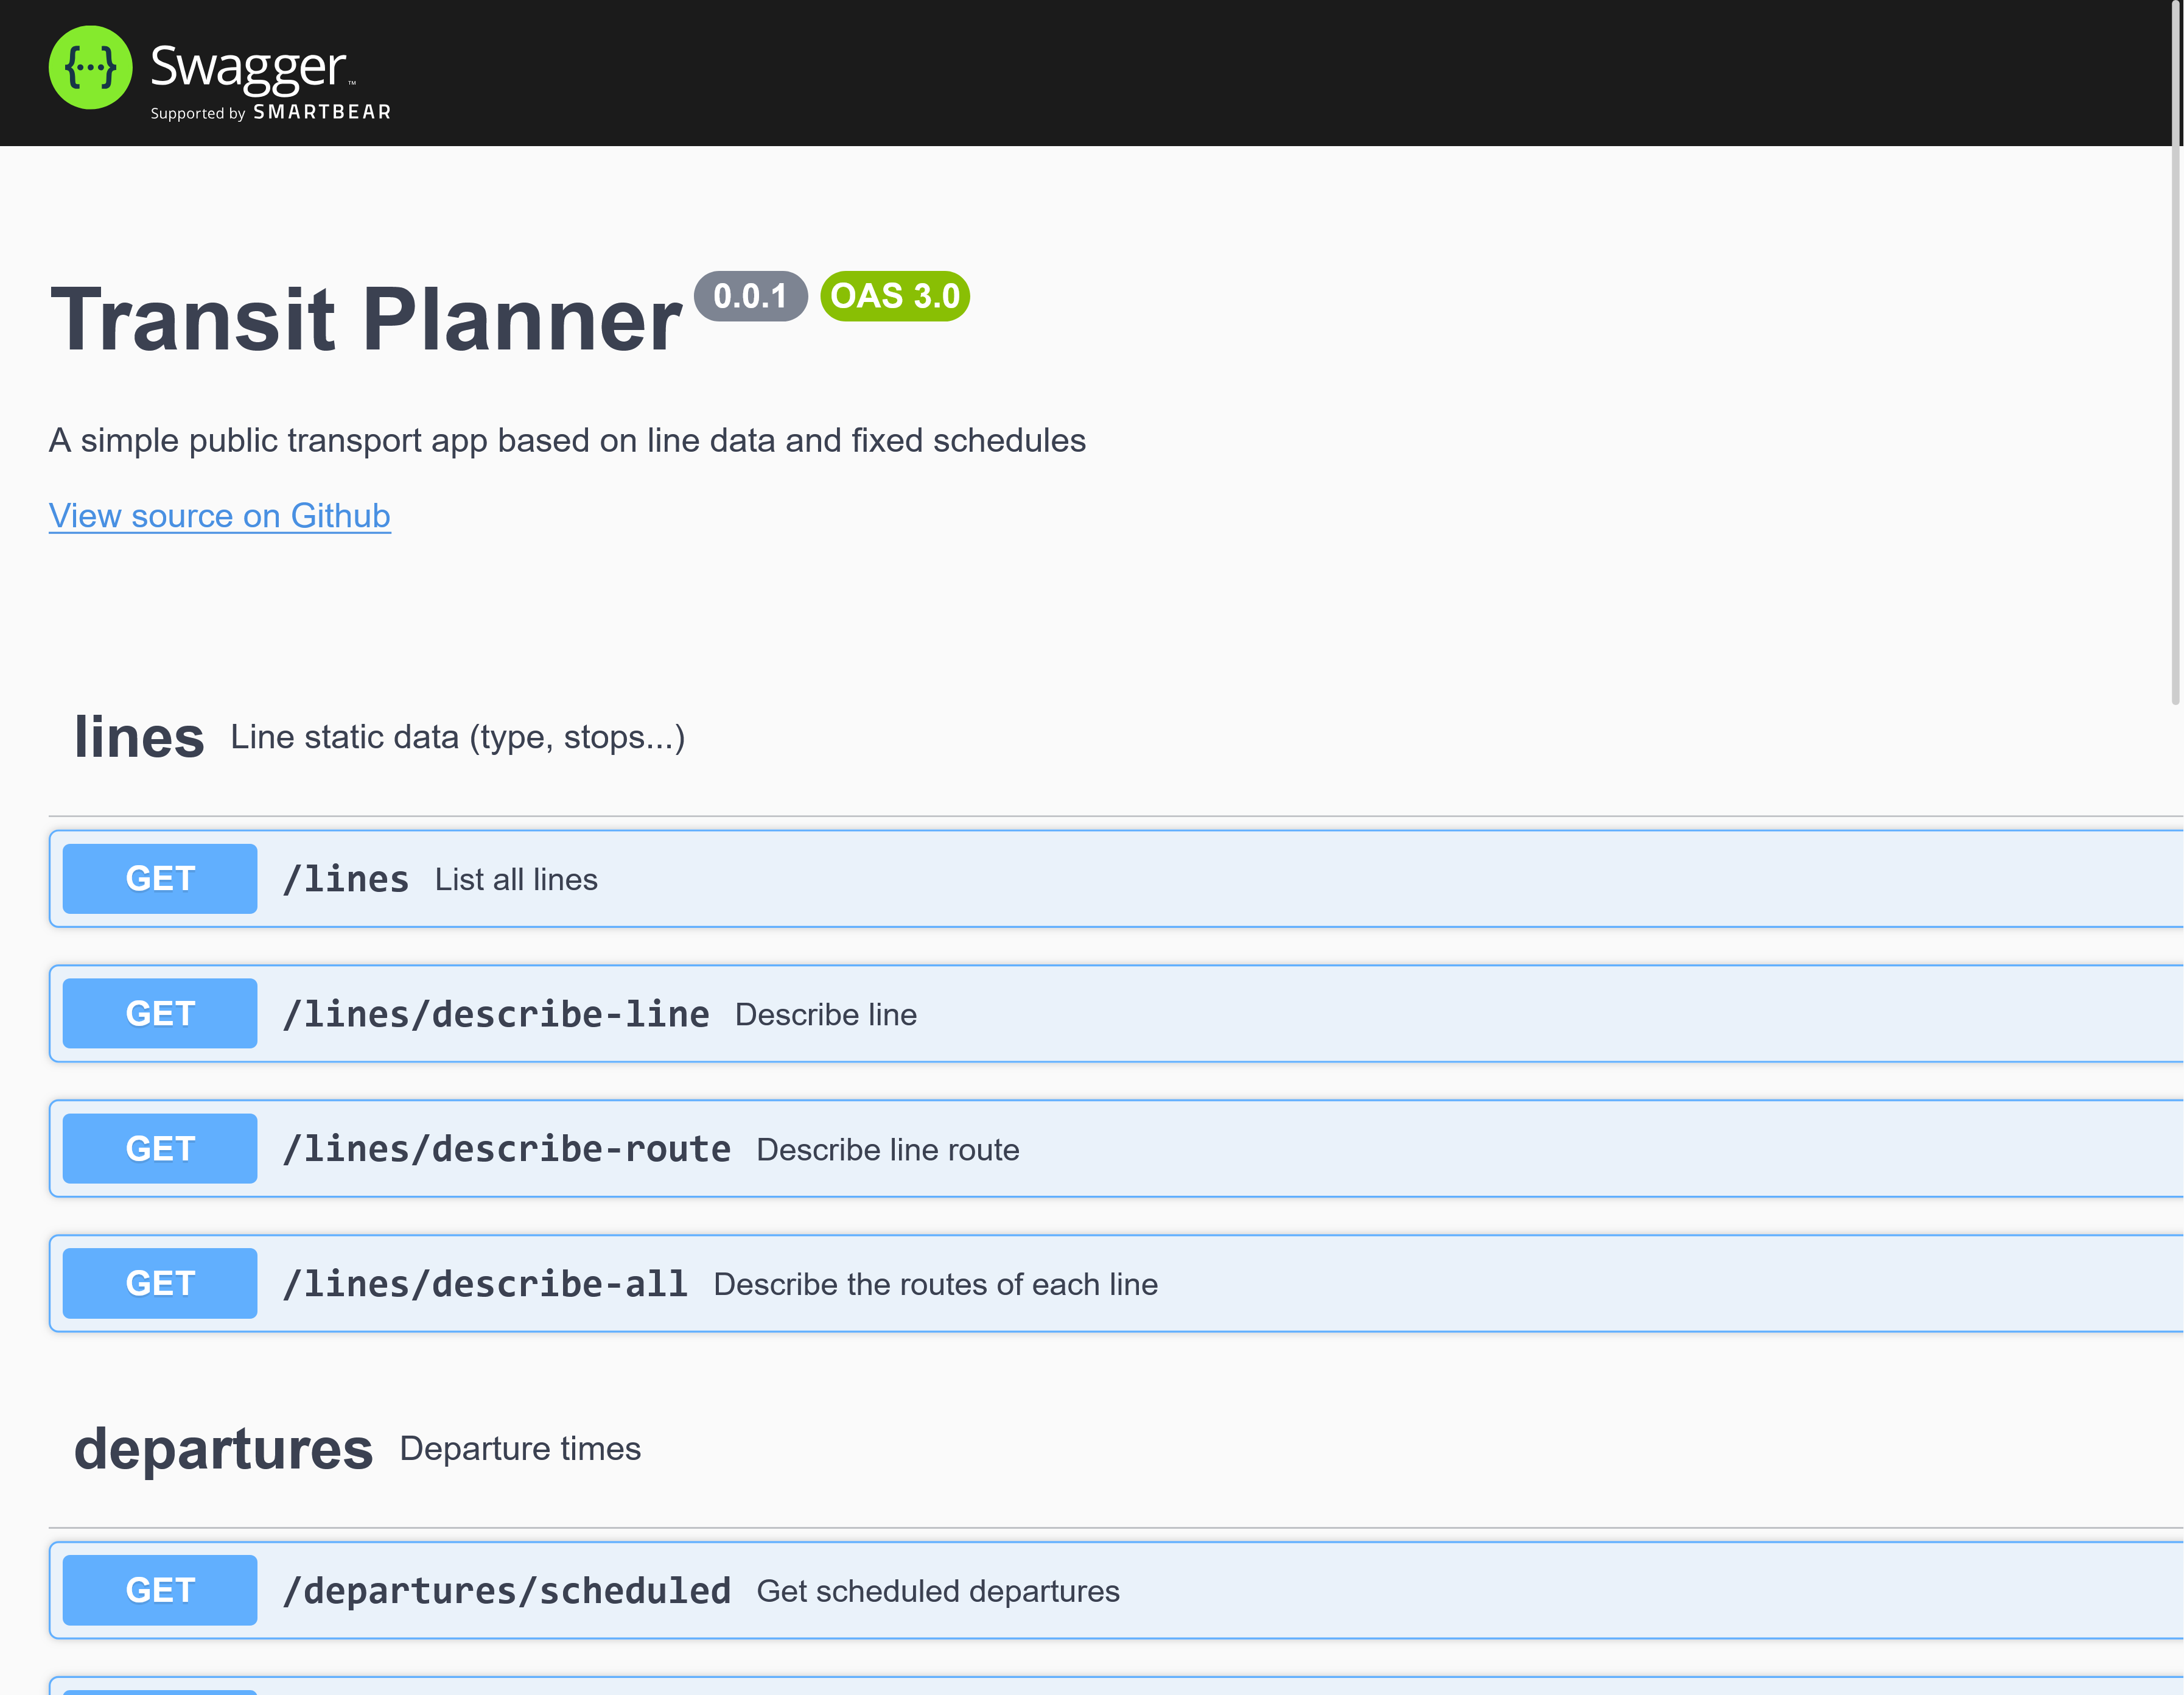 Swagger™
Supported by SMARTBEAR
Transit Planner 0.0.1 OAS 3.0
A simple public transport app based on line data and fixed schedules
View source on Github
lines Line static data (type, stops...)
GET /lines List all lines
GET /lines/describe-line Describe line
GET /lines/describe-route Describe line route
GET /lines/describe-all Describe the routes of each line
departures Departure times
GET /departures/scheduled Get scheduled departures